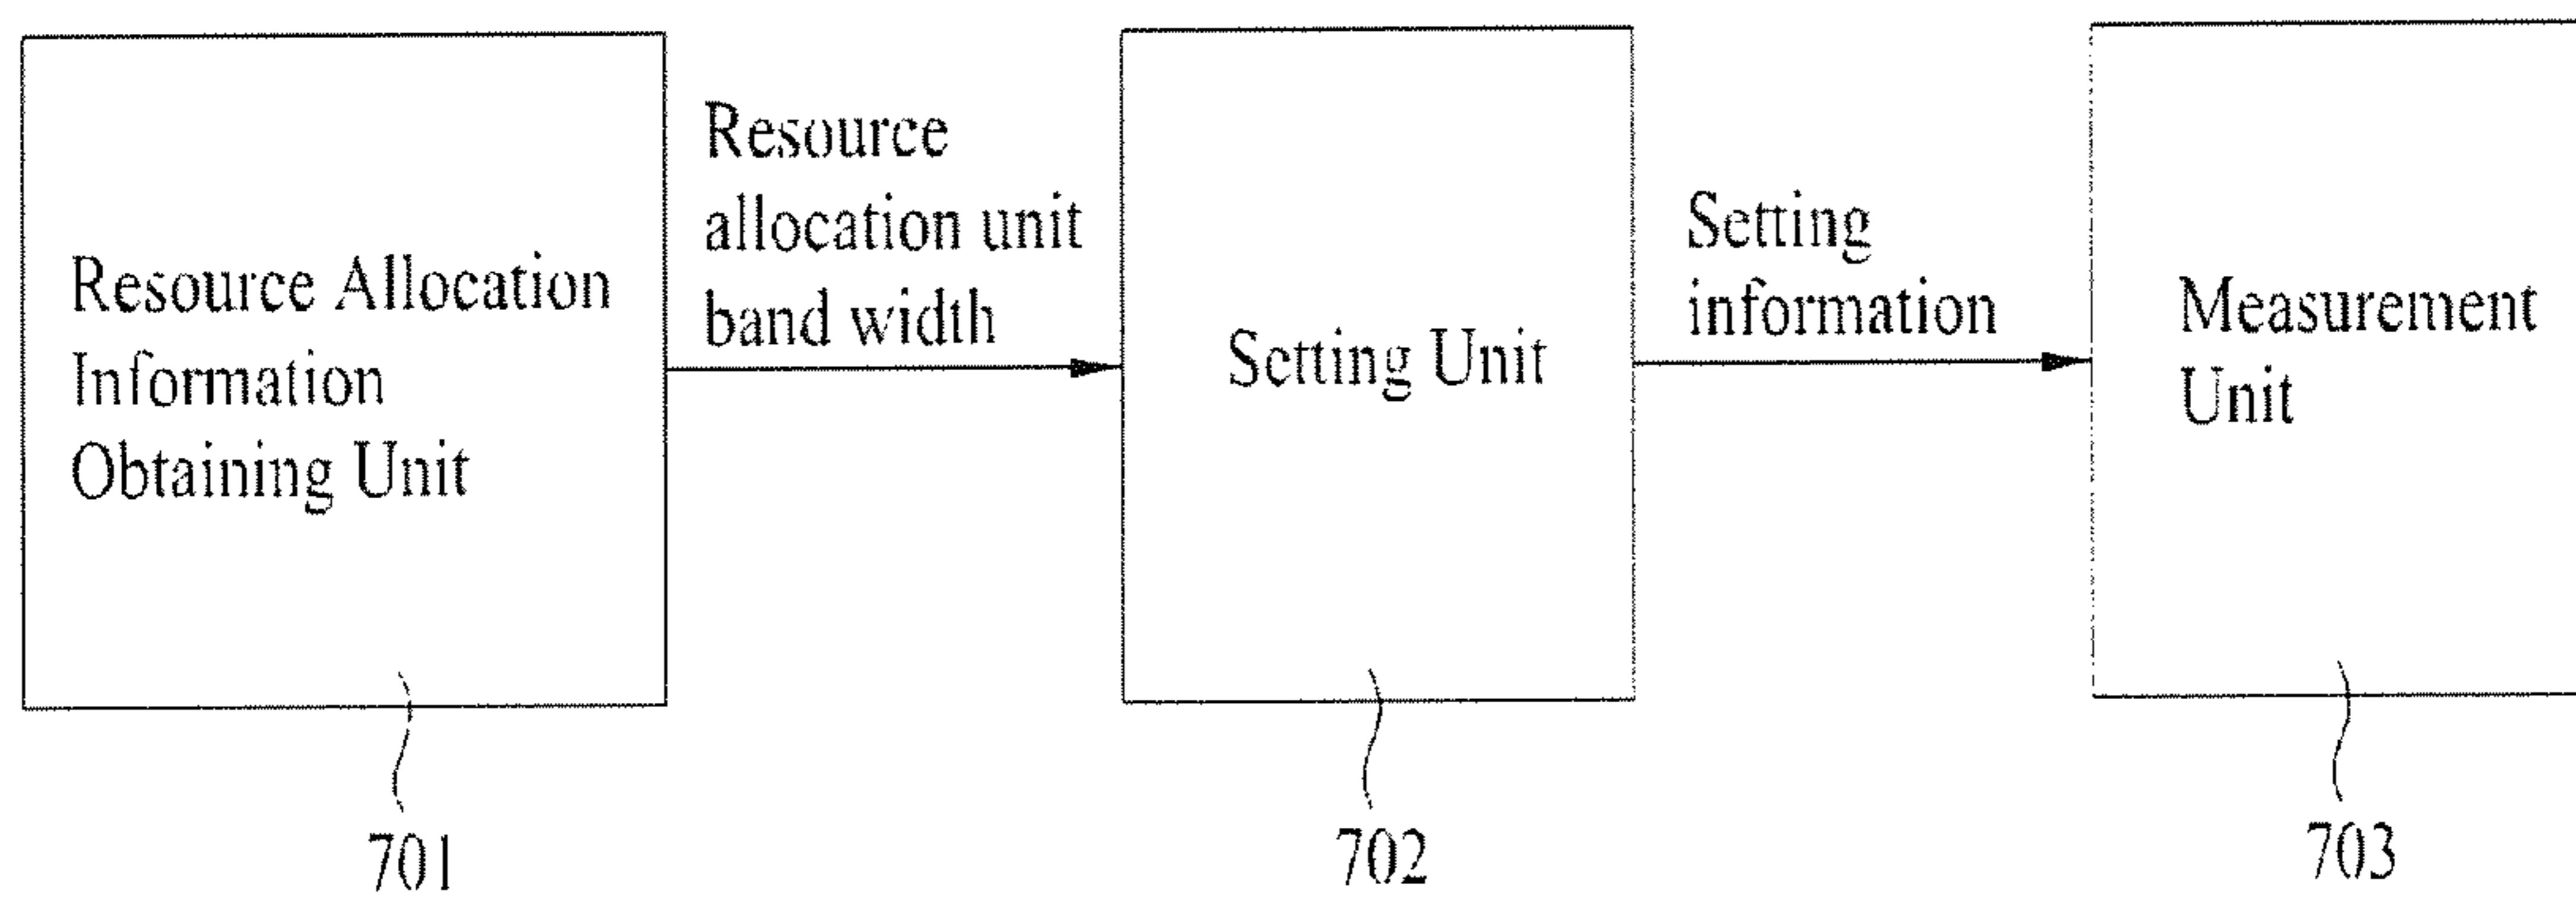 Resource Allocation
Information
Obtaining Unit
Resource
allocation unit
band width
Setting Unit
Setting
information
Measurement
Unit
701
702
703